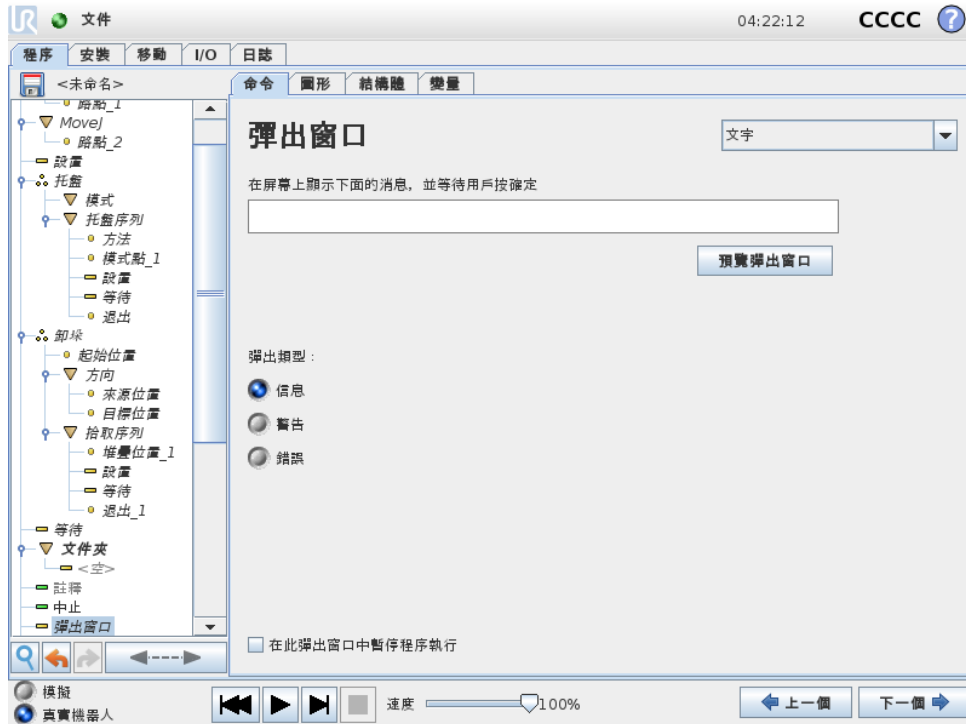 文件
04:22:12
CCCC
?
程序 安裝 移動 I/O 日誌
<未命名>
路點_1
MoveJ
路點_2
設置
托盤
模式
托盤序列
方法
模式點_1
設置
等待
退出
卸垛
起始位置
方向
來源位置
目標位置
拾取序列
堆疊位置_1
設置
等待
退出_1
等待
文件夾
<空>
註釋
中止
彈出窗口
命令 圖形 結構體 變量
彈出窗口
文字
在屏幕上顯示下面的消息, 並等待用戶按確定
預覽彈出窗口
彈出類型 :
信息
警告
錯誤
在此彈出窗口中暫停程序執行
模擬
真實機器人
速度 100%
上一個
下一個